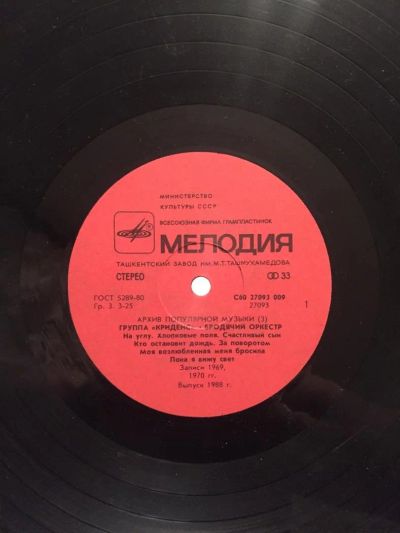 МИНИСТЕРСТВО
КУЛЬТУРЫ СССР
ВСЕСОЮЗНАЯ ФИРМА ГРАМПЛАСТИНОК
МЕЛОДИЯ
ТАШКЕНТСКИЙ ЗАВОД ИМ. М.Т. ТАШМУХАМЕДОВА
СТЕРЕО 33
ГОСТ 5289-80 С60 27093 009
Гр. 3. 3-25 27093 1
АРХИВ ПОПУЛЯРНОЙ МУЗЫКИ (3)
ГРУППА «КРИДЕНС» - БРОДЯЧИЙ ОРКЕСТР
На углу. Хлопковые поля. Счастливый сын
Кто остановит дождь. За поворотом
Моя возлюбленная меня бросила
Пока я вижу свет
Записи 1969,
1970 гг.
Выпуск 1988 г.